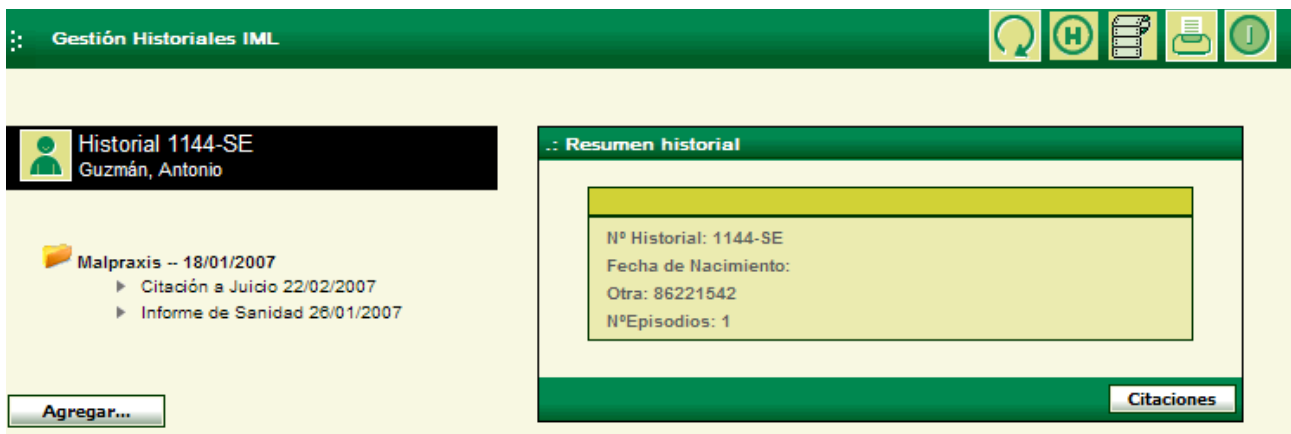 Gestión Historiales IML
H
Historial 1144-SE
Guzmán, Antonio
Malpraxis -- 18/01/2007
Citación a Juicio 22/02/2007
Informe de Sanidad 26/01/2007
Agregar...
.: Resumen historial
Nº Historial: 1144-SE
Fecha de Nacimiento:
Otra: 86221542
NºEpisodios: 1
Citaciones